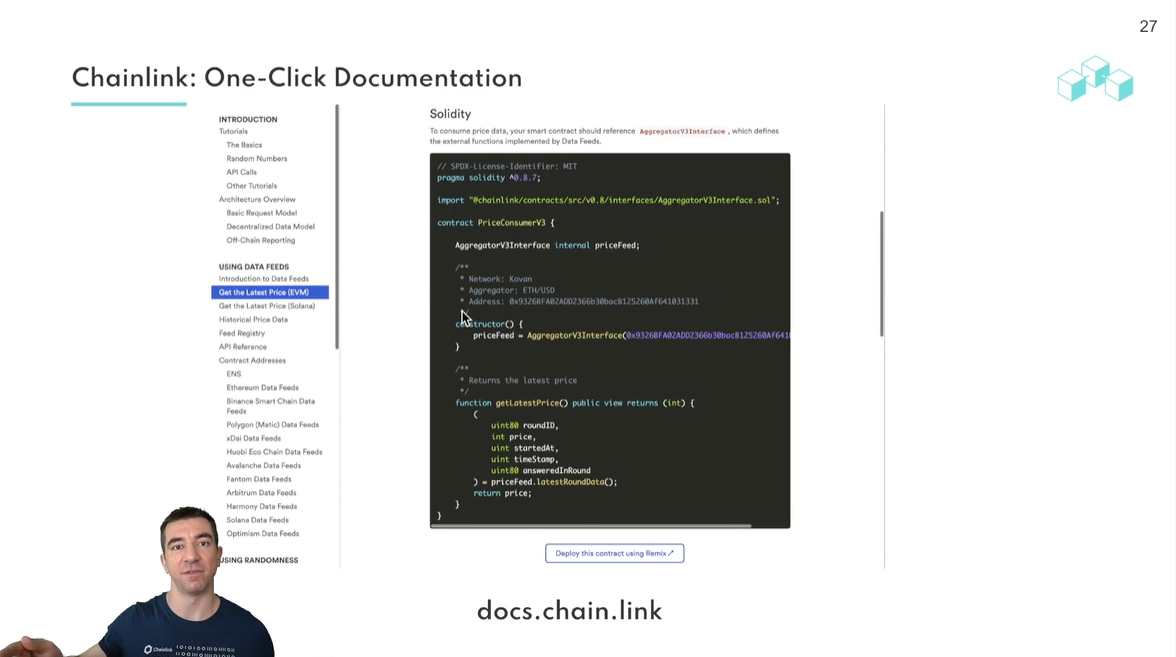 27
Chainlink: One-Click Documentation
INTRODUCTION
Tutorials
The Basics
Random Numbers
API Calls
Other Tutorials
Architecture Overview
Basic Request Model
Decentralized Data Model
Off-Chain Reporting
USING DATA FEEDS
Introduction to Data Feeds
Get the Latest Price (EVM)
Get the Latest Price (Solana)
Historical Price Data
Feed Registry
API Reference
Contract Addresses
ENS
Ethereum Data Feeds
Binance Smart Chain Data
Feeds
Polygon (Matic) Data Feeds
xDai Data Feeds
Huobi Eco Chain Data Feeds
Avalanche Data Feeds
Fantom Data Feeds
Arbitrum Data Feeds
Harmony Data Feeds
Solana Data Feeds
Optimism Data Feeds
USING RANDOMNESS
Solidity
To consume price data, your smart contract should reference AggregatorV3Interface, which defines
the external functions implemented by Data Feeds.
// SPDX-License-Identifier: MIT
pragma solidity ^0.8.7;
import "@chainlink/contracts/src/v0.8/interfaces/AggregatorV3Interface.sol";
contract PriceConsumerV3 {
AggregatorV3Interface internal priceFeed;
/**
* Network: Kovan
* Aggregator: ETH/USD
* Address: 0x9326BFA02ADD2366b30bacB125260Af641031331
constructor() {
priceFeed = AggregatorV3Interface(0x9326BFA02ADD2366b30bacB125260Af641
}
/**
* Returns the latest price
*/
function getLatestPrice() public view returns (int) {
(
uint80 roundID,
int price,
uint startedAt,
uint timeStamp,
uint80 answeredInRound
) = priceFeed.latestRoundData();
return price;
}
}
Deploy this contract using Remix ↗
docs.chain.link
Chainlink